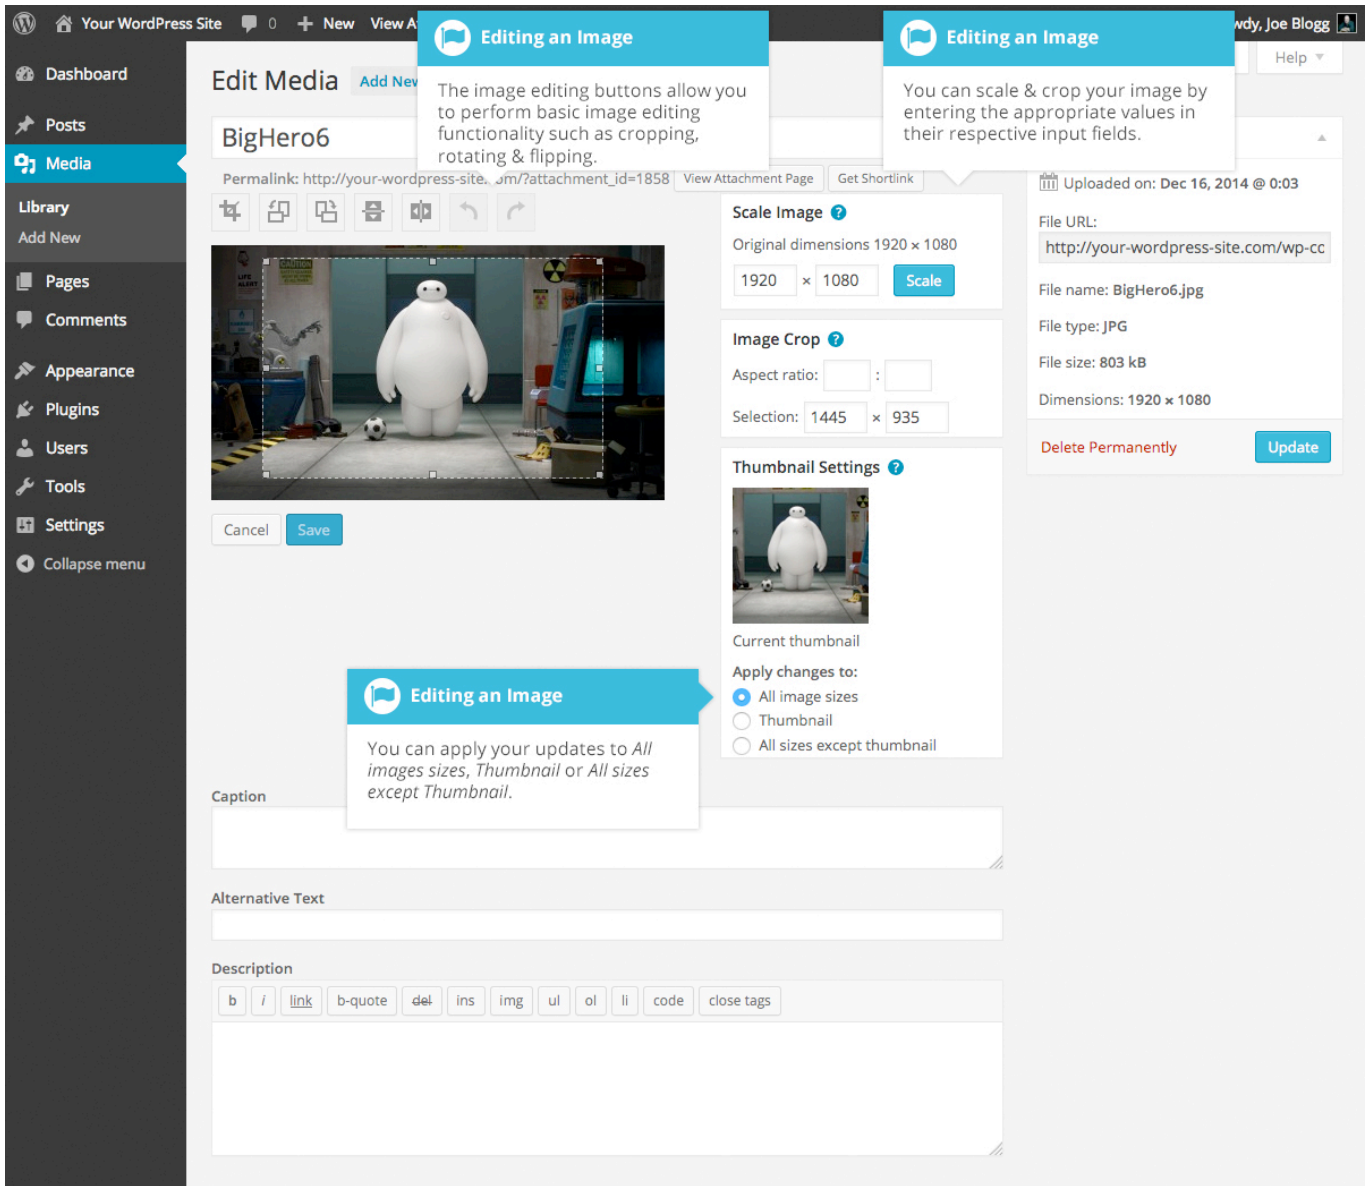 Your WordPress Site 0 + New View
Joe Blogg
Dashboard
Posts
Media
Library
Add New
Pages
Comments
Appearance
Plugins
Users
Tools
Settings
Collapse menu
Help
Edit Media Add New
BigHero6
Editing an Image
The image editing buttons allow you
to perform basic image editing
functionality such as cropping,
rotating & flipping.
Editing an Image
You can scale & crop your image by
entering the appropriate values in
their respective input fields.
Permalink: http://your-wordpress-site.com/?attachment_id=1858 View Attachment Page Get Shortlink
CAUTION
LIFE
ALERT
Scale Image ?
Original dimensions 1920 × 1080
1920 × 1080 Scale
Image Crop ?
Aspect ratio: :
Selection: 1445 × 935
Thumbnail Settings ?
Current thumbnail
Apply changes to:
All image sizes
Thumbnail
All sizes except thumbnail
Uploaded on: Dec 16, 2014 @ 0:03
File URL:
http://your-wordpress-site.com/wp-cc
File name: BigHero6.jpg
File type: JPG
File size: 803 kB
Dimensions: 1920 × 1080
Delete Permanently Update
Cancel Save
Editing an Image
You can apply your updates to All
images sizes, Thumbnail or All sizes
except Thumbnail.
Caption
Alternative Text
Description
b i link b-quote del ins img ul ol li code close tags